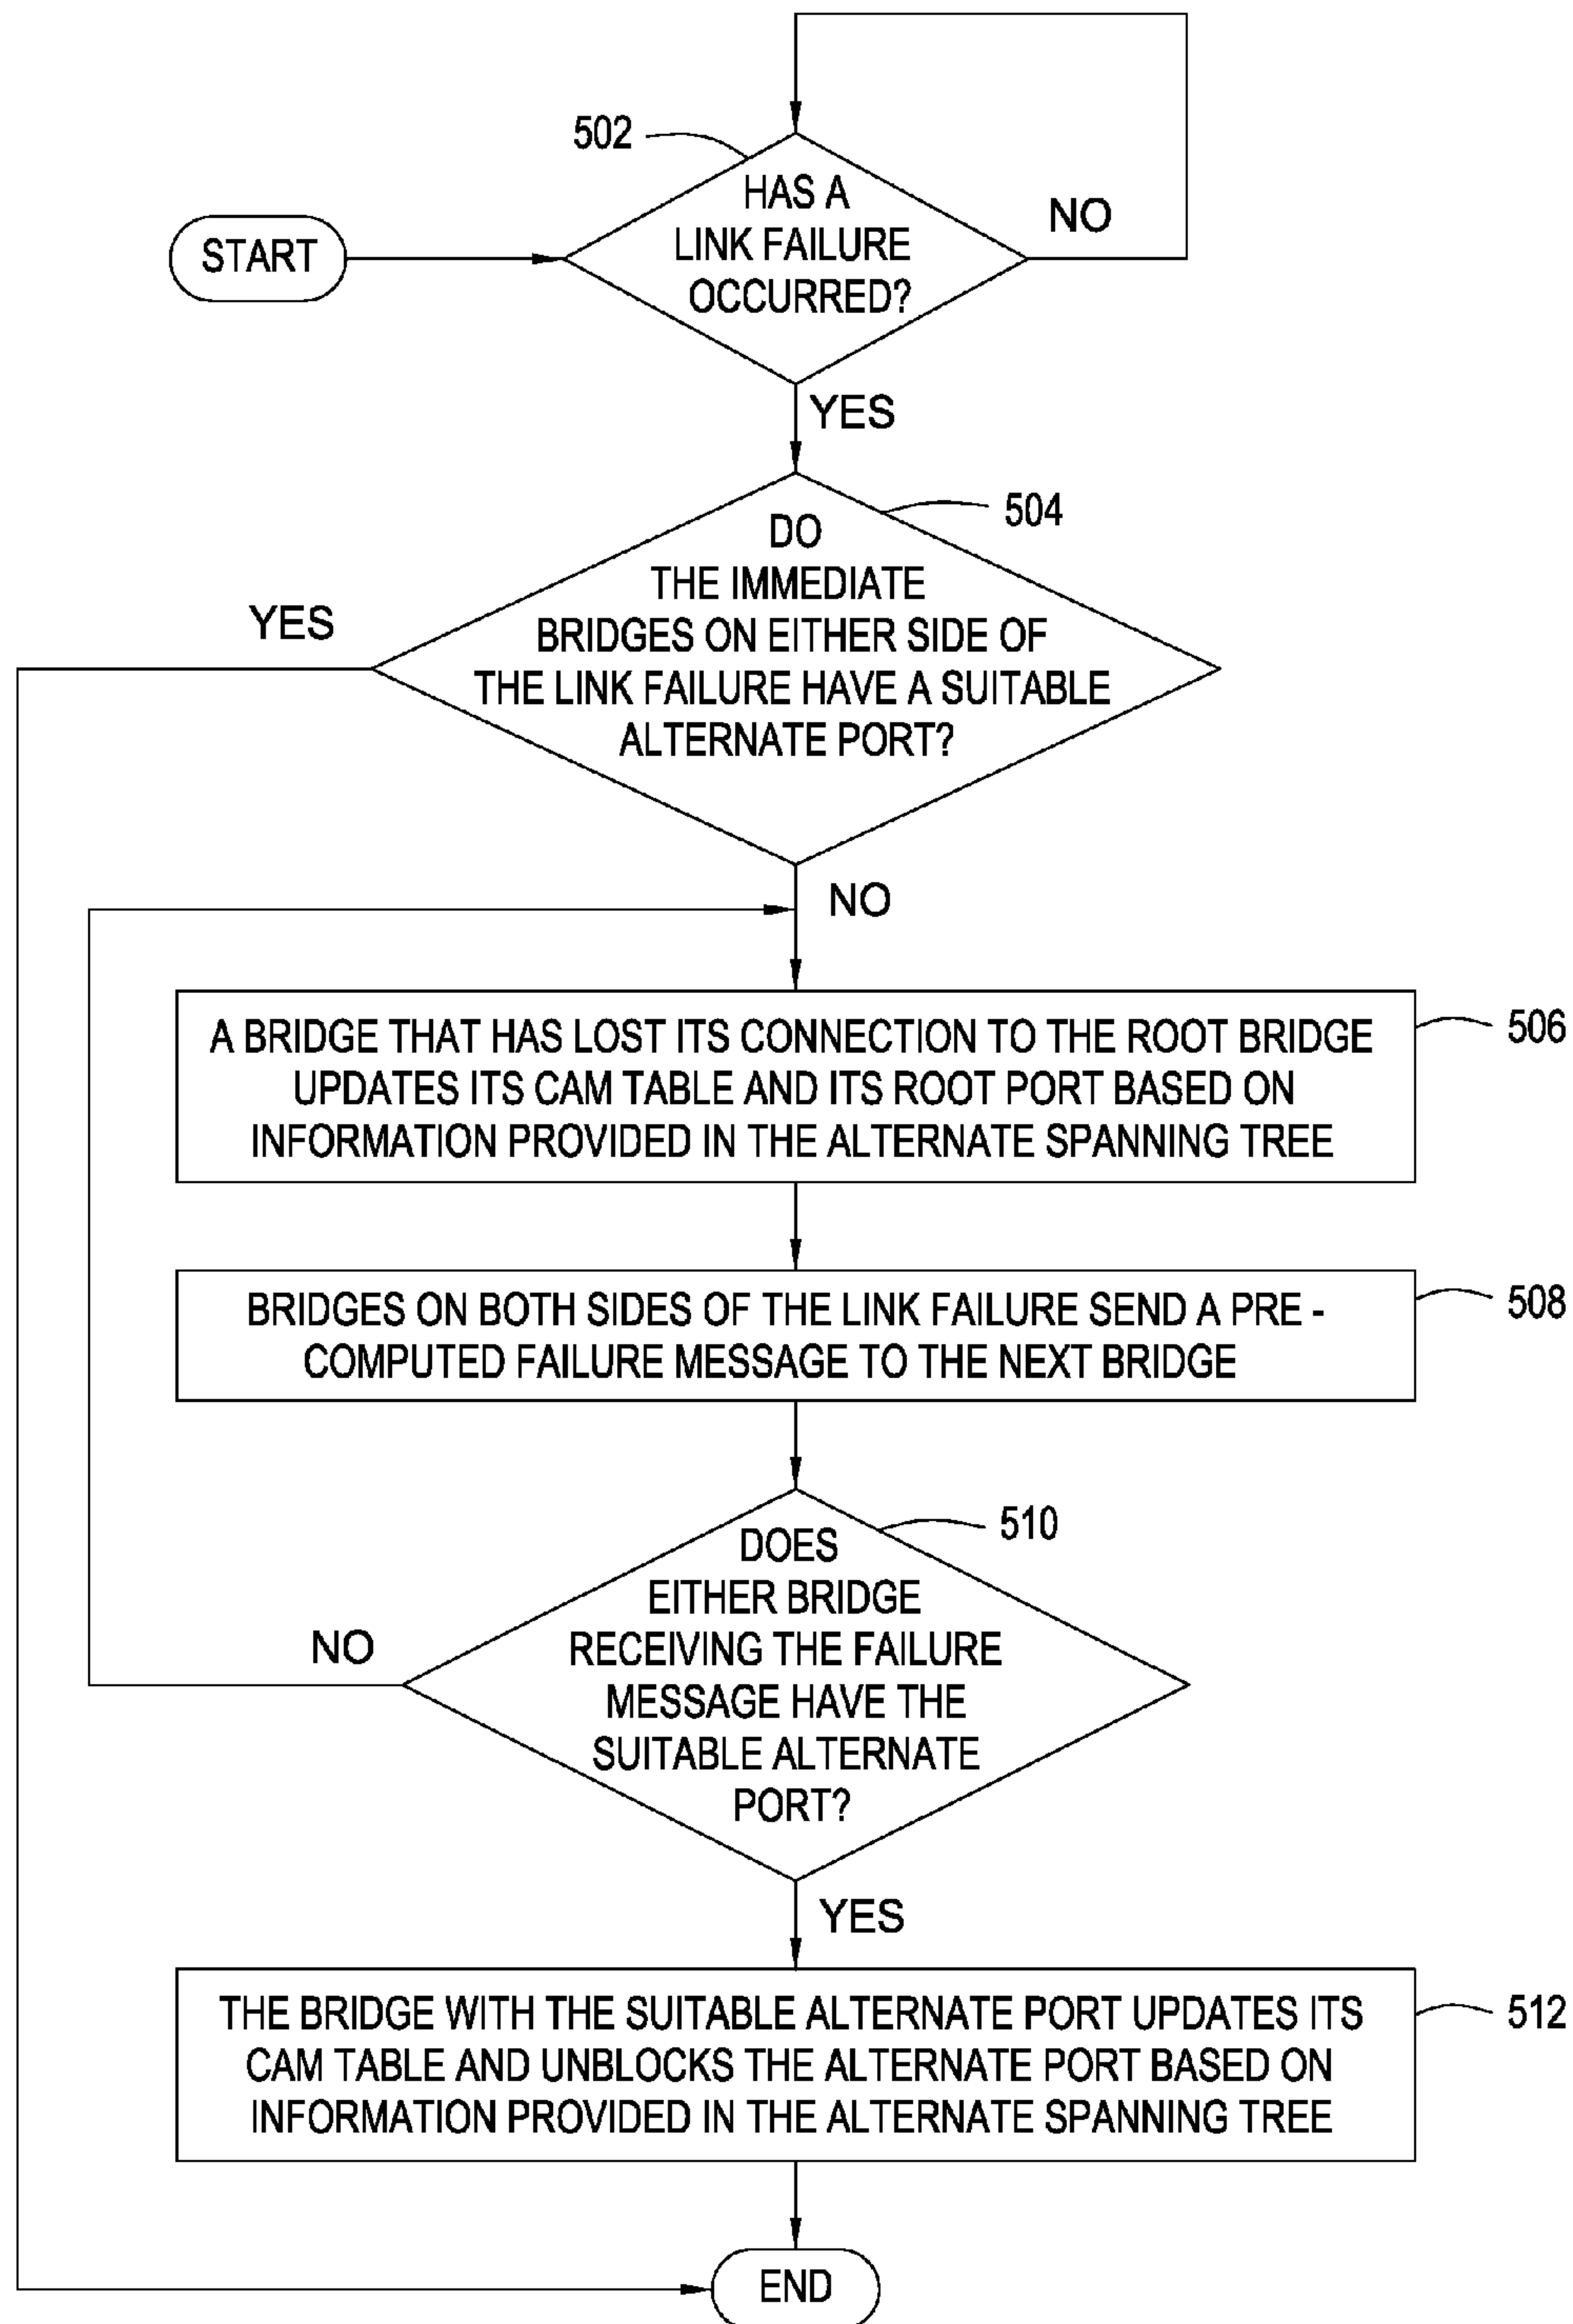 502
HAS A
LINK FAILURE
OCCURRED?
NO
START
YES
504
DO
THE IMMEDIATE
BRIDGES ON EITHER SIDE OF
THE LINK FAILURE HAVE A SUITABLE
ALTERNATE PORT?
YES
NO
A BRIDGE THAT HAS LOST ITS CONNECTION TO THE ROOT BRIDGE
UPDATES ITS CAM TABLE AND ITS ROOT PORT BASED ON
INFORMATION PROVIDED IN THE ALTERNATE SPANNING TREE
506
BRIDGES ON BOTH SIDES OF THE LINK FAILURE SEND A PRE -
COMPUTED FAILURE MESSAGE TO THE NEXT BRIDGE
508
510
DOES
EITHER BRIDGE
RECEIVING THE FAILURE
MESSAGE HAVE THE
SUITABLE ALTERNATE
PORT?
NO
YES
THE BRIDGE WITH THE SUITABLE ALTERNATE PORT UPDATES ITS
CAM TABLE AND UNBLOCKS THE ALTERNATE PORT BASED ON
INFORMATION PROVIDED IN THE ALTERNATE SPANNING TREE
512
END